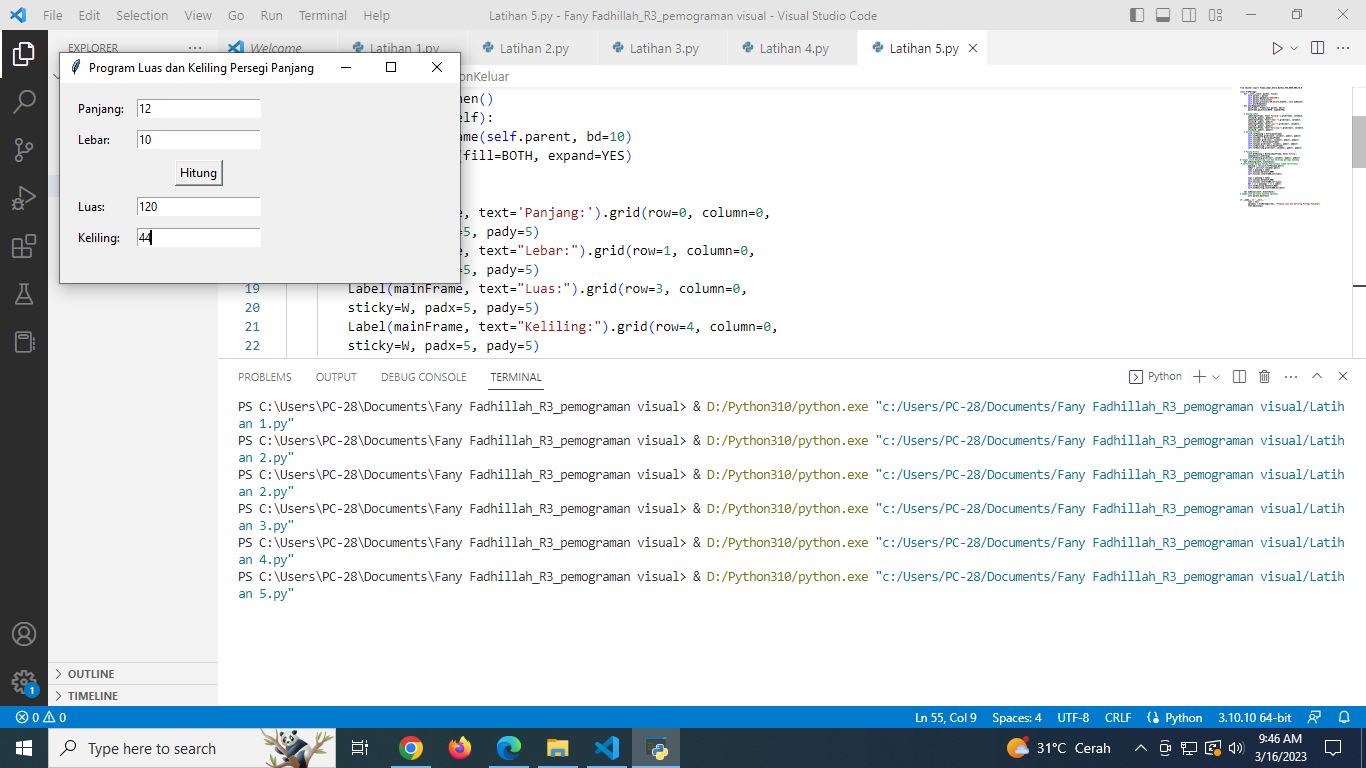 File Edit Selection View Go Run Terminal Help
Latihan 5.py - Fany Fadhillah_R3_pemograman visual - Visual Studio Code
EXPLORER
Welcome
Latihan 1.py
Latihan 2.py
Latihan 3.py
Latihan 4.py
Latihan 5.py
Program Luas dan Keliling Persegi Panjang
Panjang: 12
Lebar: 10
Hitung
Luas: 120
Keliling: 44
onKeluar
nen()
elf):
ame(self.parent, bd=10)
(fill=BOTH, expand=YES)
e, text='Panjang:').grid(row=0, column=0,
=5, pady=5)
e, text="Lebar:").grid(row=1, column=0,
=5, pady=5)
19 Label(mainFrame, text="Luas:").grid(row=3, column=0,
20 sticky=W, padx=5, pady=5)
21 Label(mainFrame, text="Keliling:").grid(row=4, column=0,
22 sticky=W, padx=5, pady=5)
PROBLEMS OUTPUT DEBUG CONSOLE TERMINAL
Python
PS C:\Users\PC-28\Documents\Fany Fadhillah_R3_pemograman visual> & D:/Python310/python.exe "c:/Users/PC-28/Documents/Fany Fadhillah_R3_pemograman visual/Latih
an 1.py"
PS C:\Users\PC-28\Documents\Fany Fadhillah_R3_pemograman visual> & D:/Python310/python.exe "c:/Users/PC-28/Documents/Fany Fadhillah_R3_pemograman visual/Latih
an 2.py"
PS C:\Users\PC-28\Documents\Fany Fadhillah_R3_pemograman visual> & D:/Python310/python.exe "c:/Users/PC-28/Documents/Fany Fadhillah_R3_pemograman visual/Latih
an 2.py"
PS C:\Users\PC-28\Documents\Fany Fadhillah_R3_pemograman visual> & D:/Python310/python.exe "c:/Users/PC-28/Documents/Fany Fadhillah_R3_pemograman visual/Latih
an 3.py"
PS C:\Users\PC-28\Documents\Fany Fadhillah_R3_pemograman visual> & D:/Python310/python.exe "c:/Users/PC-28/Documents/Fany Fadhillah_R3_pemograman visual/Latih
an 4.py"
PS C:\Users\PC-28\Documents\Fany Fadhillah_R3_pemograman visual> & D:/Python310/python.exe "c:/Users/PC-28/Documents/Fany Fadhillah_R3_pemograman visual/Latih
an 5.py"
OUTLINE
TIMELINE
1
0 0
Ln 55, Col 9 Spaces: 4 UTF-8 CRLF Python 3.10.10 64-bit
Type here to search
31°C Cerah
9:46 AM
3/16/2023